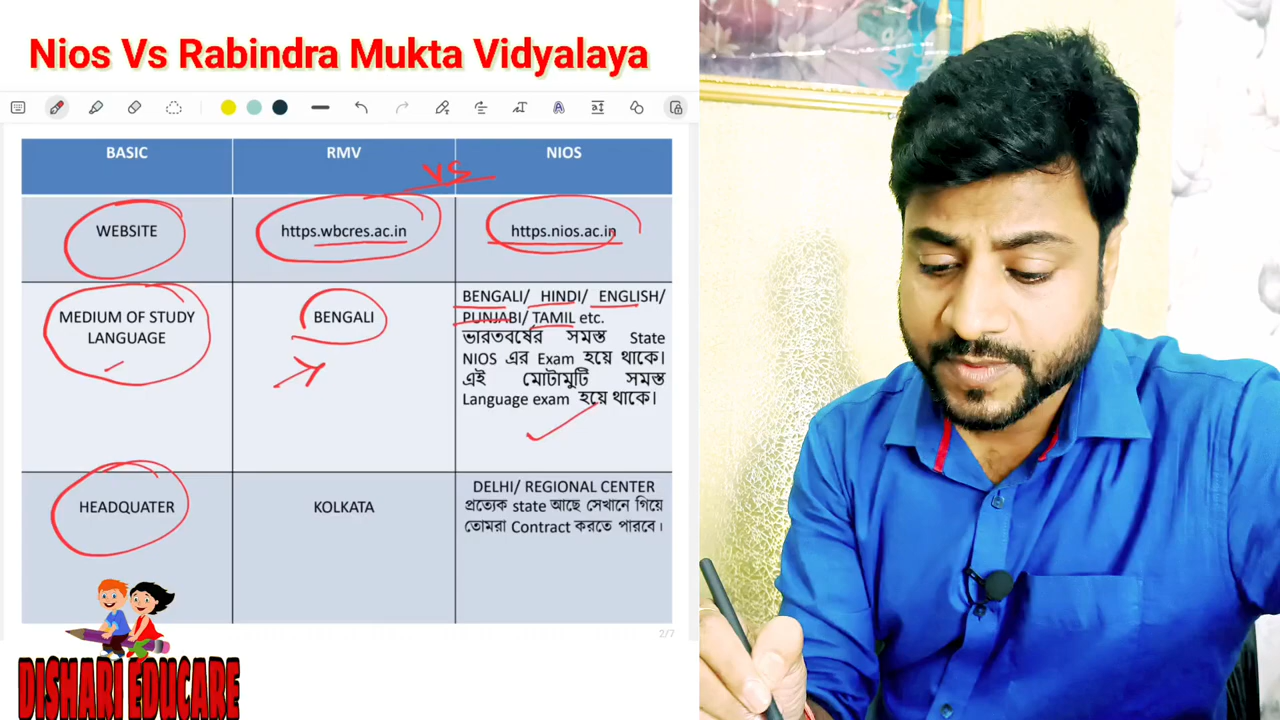 Nios Vs Rabindra Mukta Vidyalaya
BASIC
RMV
NIOS
VS
WEBSITE
https.wbcres.ac.in
https.nios.ac.in
MEDIUM OF STUDY
LANGUAGE
BENGALI
BENGALI/ HINDI/ ENGLISH/
PUNJABI/ TAMIL etc.
ভারতবর্ষের সমস্ত State
NIOS এর Exam হয়ে থাকে।
এই মোটামুটি সমস্ত
Language exam হয়ে থাকে।
HEADQUATER
KOLKATA
DELHI/ REGIONAL CENTER
প্রত্যেক state আছে সেখানে গিয়ে
তোমরা Contract করতে পারবে।
2/7
DISHARI EDUCARE